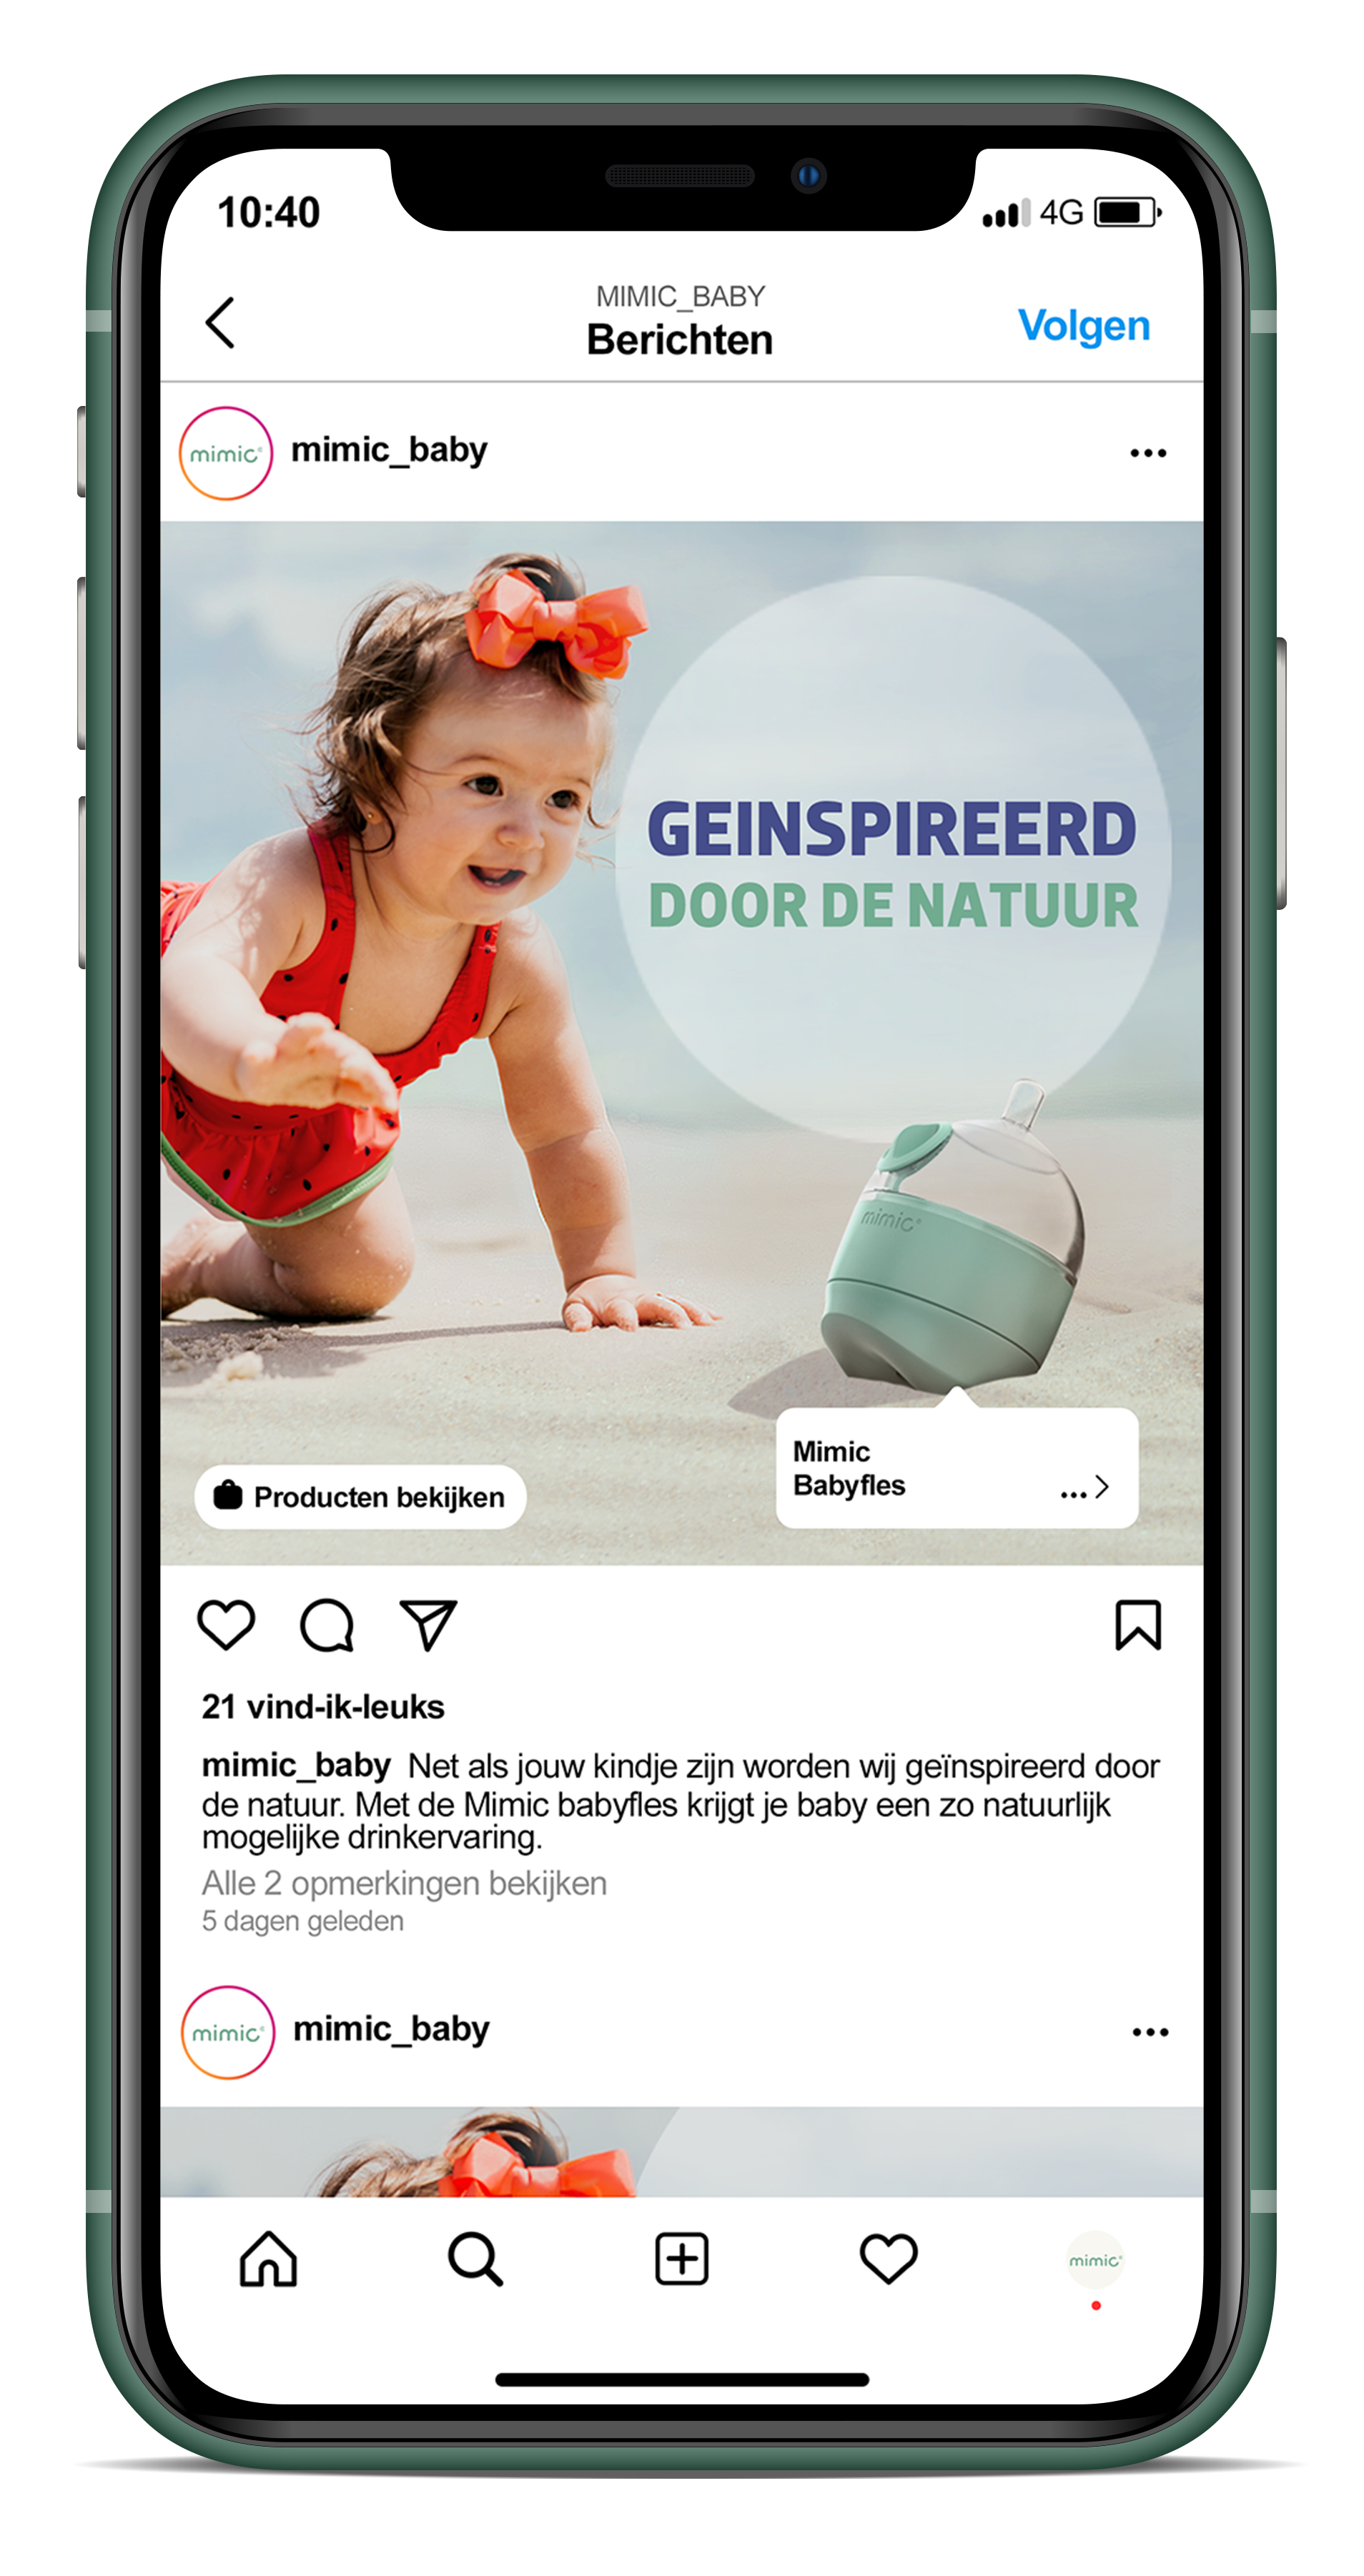 10:40
4G
MIMIC_BABY
Berichten
Volgen
mimic®
mimic_baby
GEINSPIREERD
DOOR DE NATUUR
mimic®
Mimic
Babyfles
...
Producten bekijken
21 vind-ik-leuks
mimic_baby Net als jouw kindje zijn worden wij geïnspireerd door
de natuur. Met de Mimic babyfles krijgt je baby een zo natuurlijk
mogelijke drinkervaring.
Alle 2 opmerkingen bekijken
5 dagen geleden
mimic®
mimic_baby
mimic®